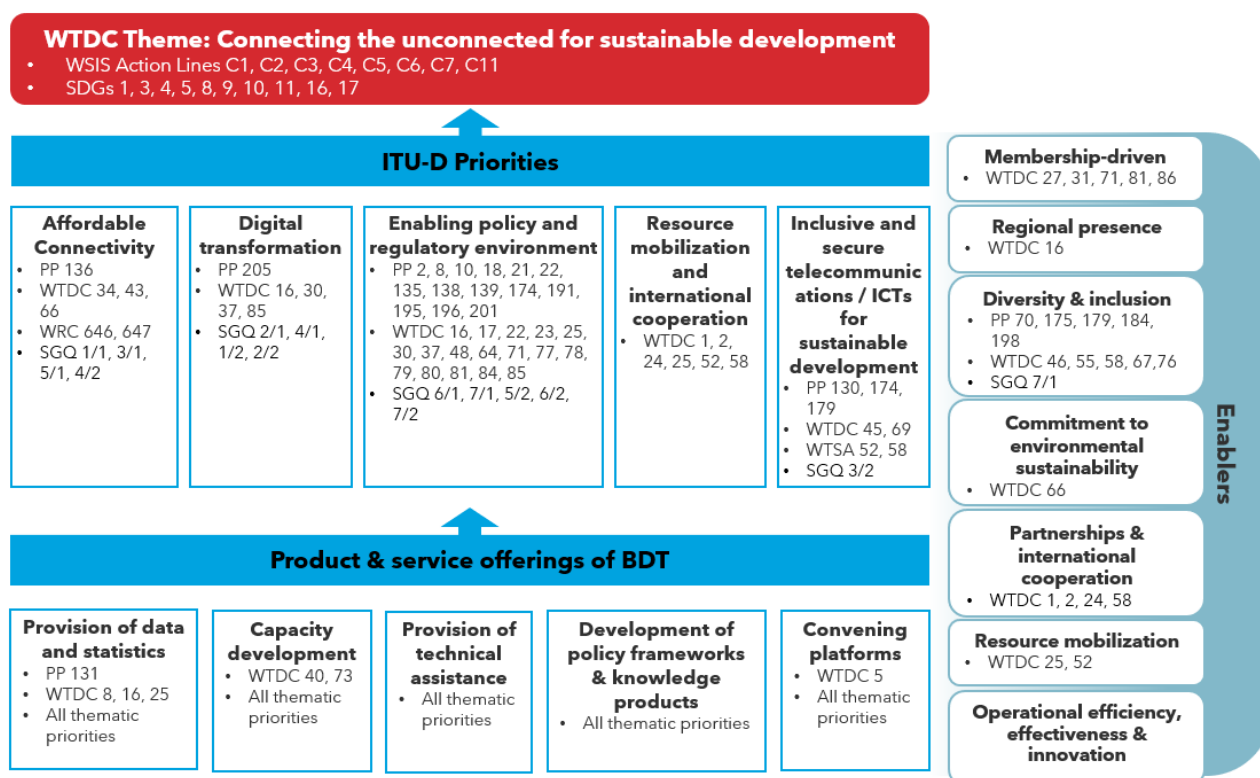 WTDC Theme: Connecting the unconnected for sustainable development
• WSIS Action Lines C1, C2, C3, C4, C5, C6, C7, C11
• SDGs 1, 3, 4, 5, 8, 9, 10, 11, 16, 17
ITU-D Priorities
Affordable
Connectivity
• PP 136
• WTDC 34, 43,
66
• WRC 646, 647
• SGQ 1/1, 3/1,
5/1, 4/2
Digital
transformation
• PP 205
• WTDC 16, 30,
37, 85
• SGQ 2/1, 4/1,
1/2, 2/2
Enabling policy and
regulatory environment
• PP 2, 8, 10, 18, 21, 22,
135, 138, 139, 174, 191,
195, 196, 201
• WTDC 16, 17, 22, 23, 25,
30, 37, 48, 64, 71, 77, 78,
79, 80, 81, 84, 85
• SGQ 6/1, 7/1, 5/2, 6/2,
7/2
Resource
mobilization
and
international
cooperation
• WTDC 1, 2,
24, 25, 52, 58
Inclusive and
secure
telecommunic
ations / ICTs
for
sustainable
development
• PP 130, 174,
179
• WTDC 45, 69
• WTSA 52, 58
• SGQ 3/2
Product & service offerings of BDT
Provision of data
and statistics
• PP 131
• WTDC 8, 16, 25
• All thematic
priorities
Capacity
development
• WTDC 40, 73
• All thematic
priorities
Provision of
technical
assistance
• All thematic
priorities
Development of
policy frameworks
& knowledge
products
• All thematic priorities
Convening
platforms
• WTDC 5
• All thematic
priorities
Membership-driven
• WTDC 27, 31, 71, 81, 86
Regional presence
• WTDC 16
Diversity & inclusion
• PP 70, 175, 179, 184,
198
• WTDC 46, 55, 58, 67,76
• SGQ 7/1
Commitment to
environmental
sustainability
• WTDC 66
Partnerships &
international
cooperation
• WTDC 1, 2, 24, 58
Resource mobilization
• WTDC 25, 52
Operational efficiency,
effectiveness &
innovation
Enablers